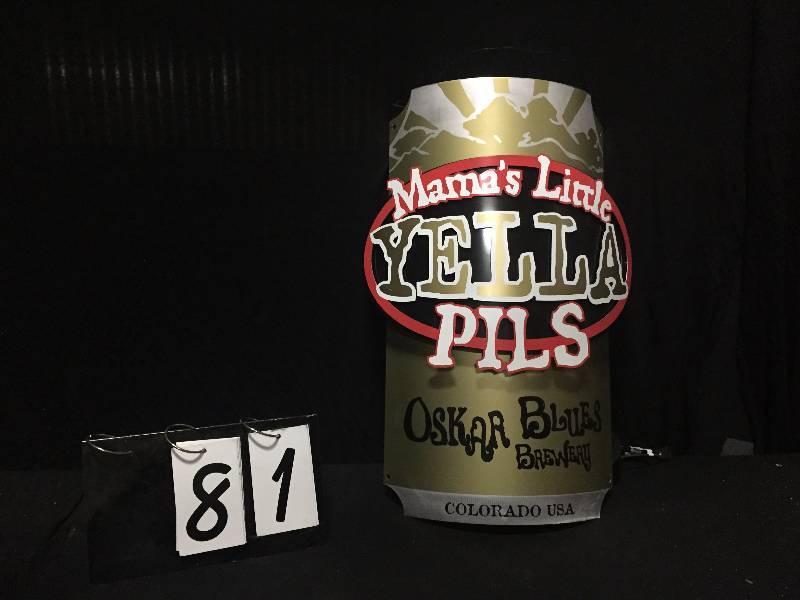 Mama's Little
YELLA
PILS
OSKAR BLUES
BREWERY
COLORADO USA
81